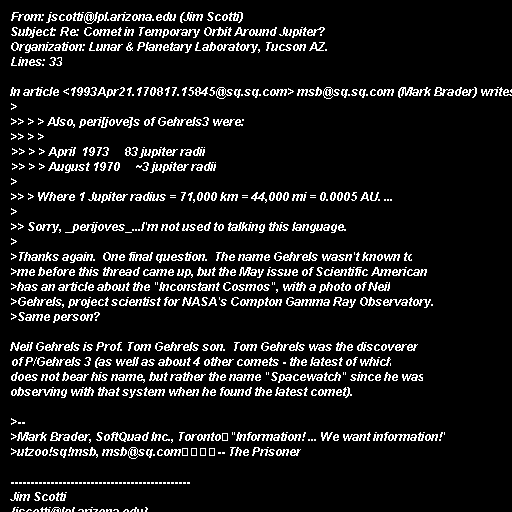 From: jscotti@lpl.arizona.edu (Jim Scotti)
Subject: Re: Comet in Temporary Orbit Around Jupiter?
Organization: Lunar & Planetary Laboratory, Tucson AZ.
Lines: 33

In article <1993Apr21.170817.15845@sq.sq.com> msb@sq.sq.com (Mark Brader) writes
>
>> > > Also, peri[jove]s of Gehrels3 were:
>> > >
>> > > April  1973     83 jupiter radii
>> > > August 1970     ~3 jupiter radii
>
>> > Where 1 Jupiter radius = 71,000 km = 44,000 mi = 0.0005 AU. ...
>
>> Sorry, _perijoves_...I'm not used to talking this language.
>
>Thanks again.  One final question.  The name Gehrels wasn't known to
>me before this thread came up, but the May issue of Scientific American
>has an article about the "Inconstant Cosmos", with a photo of Neil
>Gehrels, project scientist for NASA's Compton Gamma Ray Observatory.
>Same person?

Neil Gehrels is Prof. Tom Gehrels son.  Tom Gehrels was the discoverer
of P/Gehrels 3 (as well as about 4 other comets - the latest of which
does not bear his name, but rather the name "Spacewatch" since he was
observing with that system when he found the latest comet).

>--
>Mark Brader, SoftQuad Inc., Toronto "Information! ... We want information!"
>utzoo!sq!msb, msb@sq.com -- The Prisoner

---------------------------------------------
Jim Scotti
{jscotti@lpl.arizona.edu}